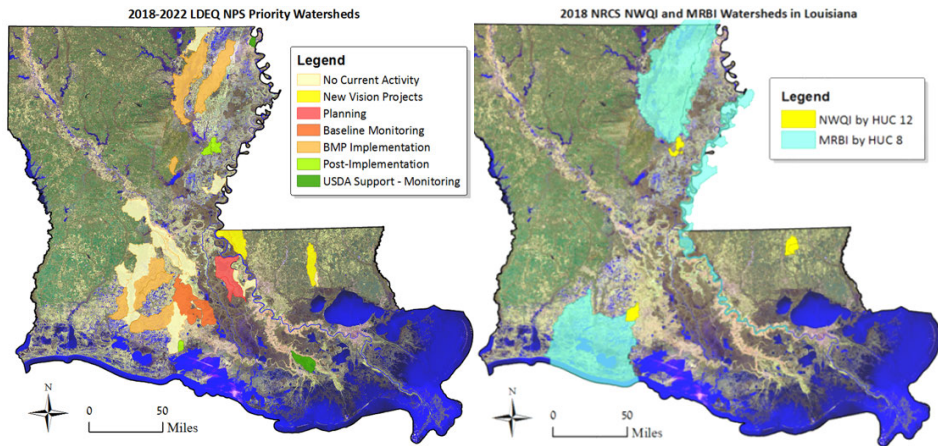 2018-2022 LDEQ NPS Priority Watersheds
Legend
No Current Activity
New Vision Projects
Planning
Baseline Monitoring
BMP Implementation
Post-Implementation
USDA Support - Monitoring
N
0 50
Miles
2018 NRCS NWQI and MRBI Watersheds in Louisiana
Legend
NWQI by HUC 12
MRBI by HUC 8
N
0 50
Miles